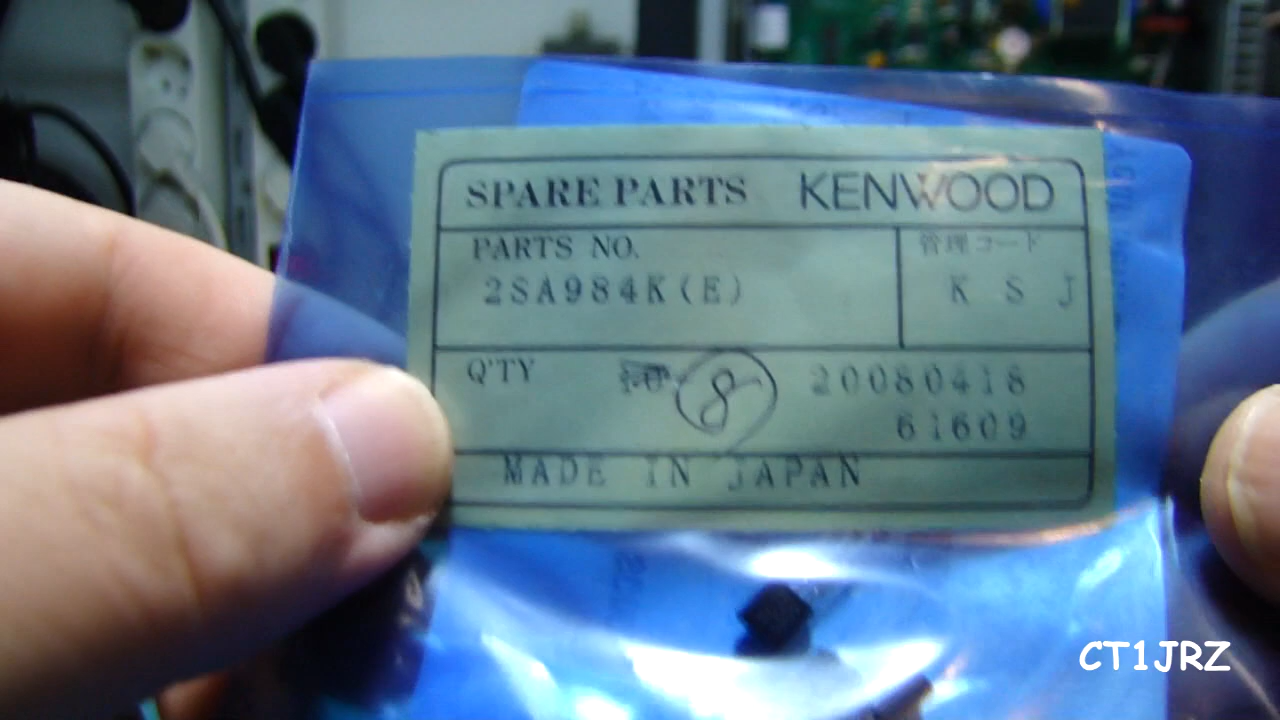 SPARE PARTS KENWOOD
PARTS NO. 管理コード
2SA984K(E) K S J
Q'TY 8 20080418
61609
MADE IN JAPAN
CT1JRZ